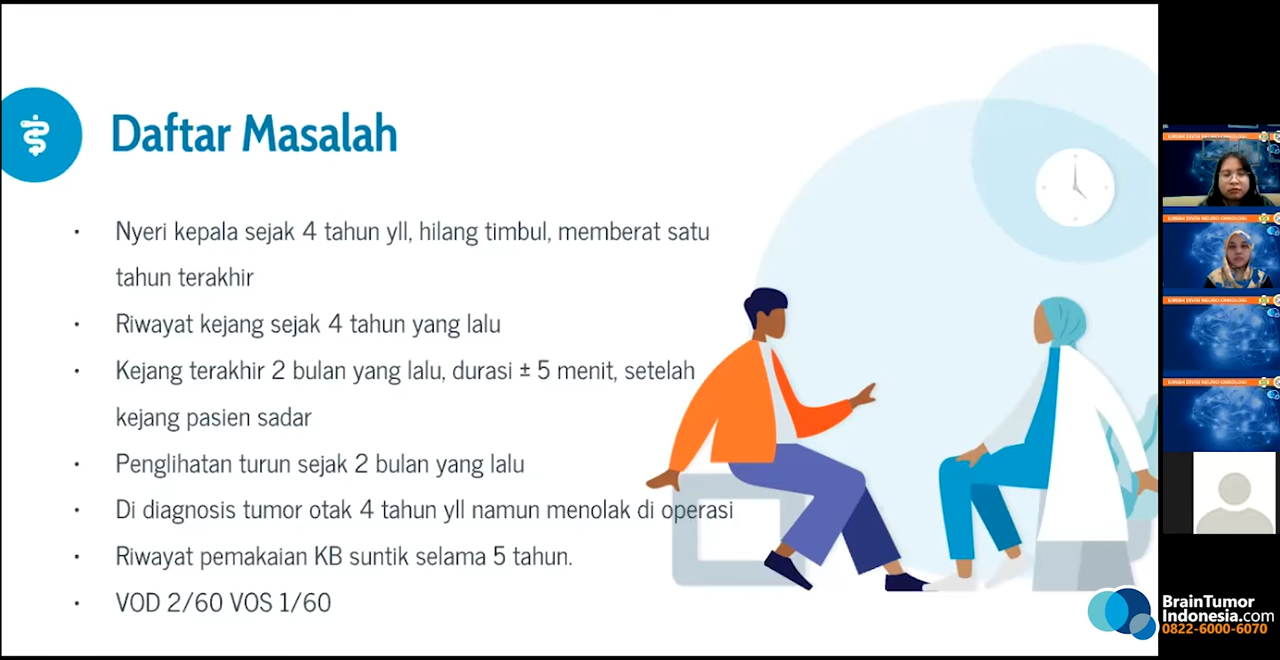 Daftar Masalah
• Nyeri kepala sejak 4 tahun yll, hilang timbul, memberat satu
tahun terakhir
• Riwayat kejang sejak 4 tahun yang lalu
• Kejang terakhir 2 bulan yang lalu, durasi ± 5 menit, setelah
kejang pasien sadar
• Penglihatan turun sejak 2 bulan yang lalu
• Di diagnosis tumor otak 4 tahun yll namun menolak di operasi
• Riwayat pemakaian KB suntik selama 5 tahun.
• VOD 2/60 VOS 1/60
BrainTumor
Indonesia.com
0822-6000-6070